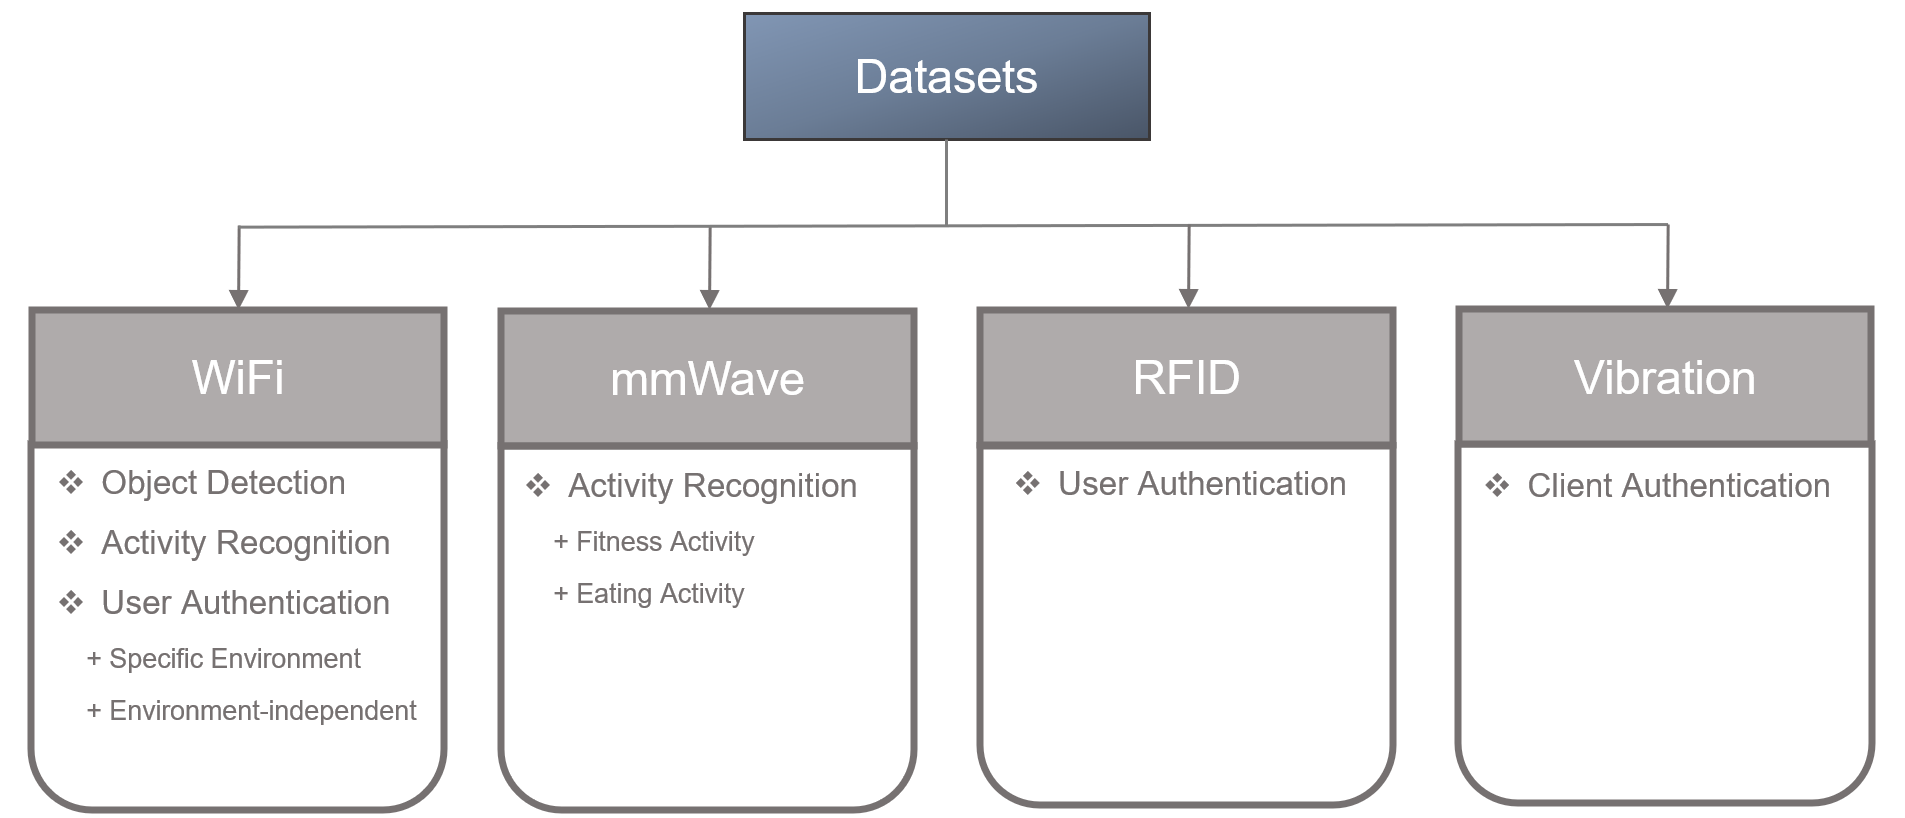 Datasets
WiFi
❖ Object Detection
❖ Activity Recognition
❖ User Authentication
+ Specific Environment
+ Environment-independent
mmWave
❖ Activity Recognition
+ Fitness Activity
+ Eating Activity
RFID
❖ User Authentication
Vibration
❖ Client Authentication